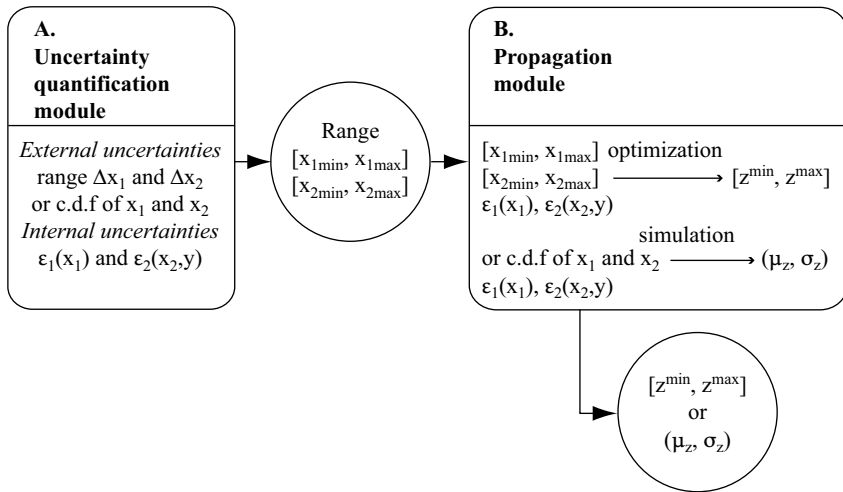 A.
Uncertainty
quantification
module
External uncertainties
range Δx₁ and Δx₂
or c.d.f of x₁ and x₂
Internal uncertainties
ε₁(x₁) and ε₂(x₂,y)
Range
[x₁min, x₁max]
[x₂min, x₂max]
B.
Propagation
module
[x₁min, x₁max] optimization
[x₂min, x₂max] [zmin, zmax]
ε₁(x₁), ε₂(x₂,y)
simulation
or c.d.f of x₁ and x₂ (μz, σz)
ε₁(x₁), ε₂(x₂,y)
[zmin, zmax]
or
(μz, σz)